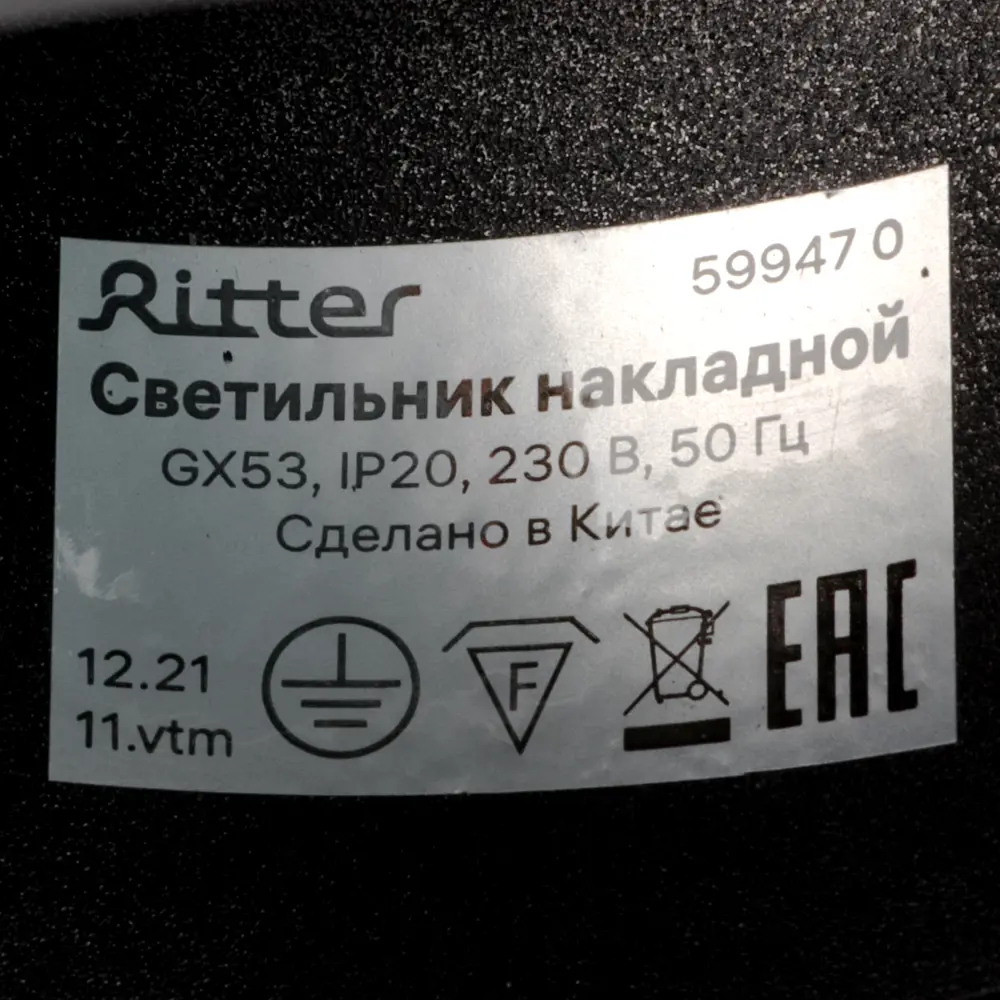 Ritter
59947 0
Светильник накладной
GX53, IP20, 230 В, 50 Гц
Сделано в Китае
12.21
11.vtm
F
EAC